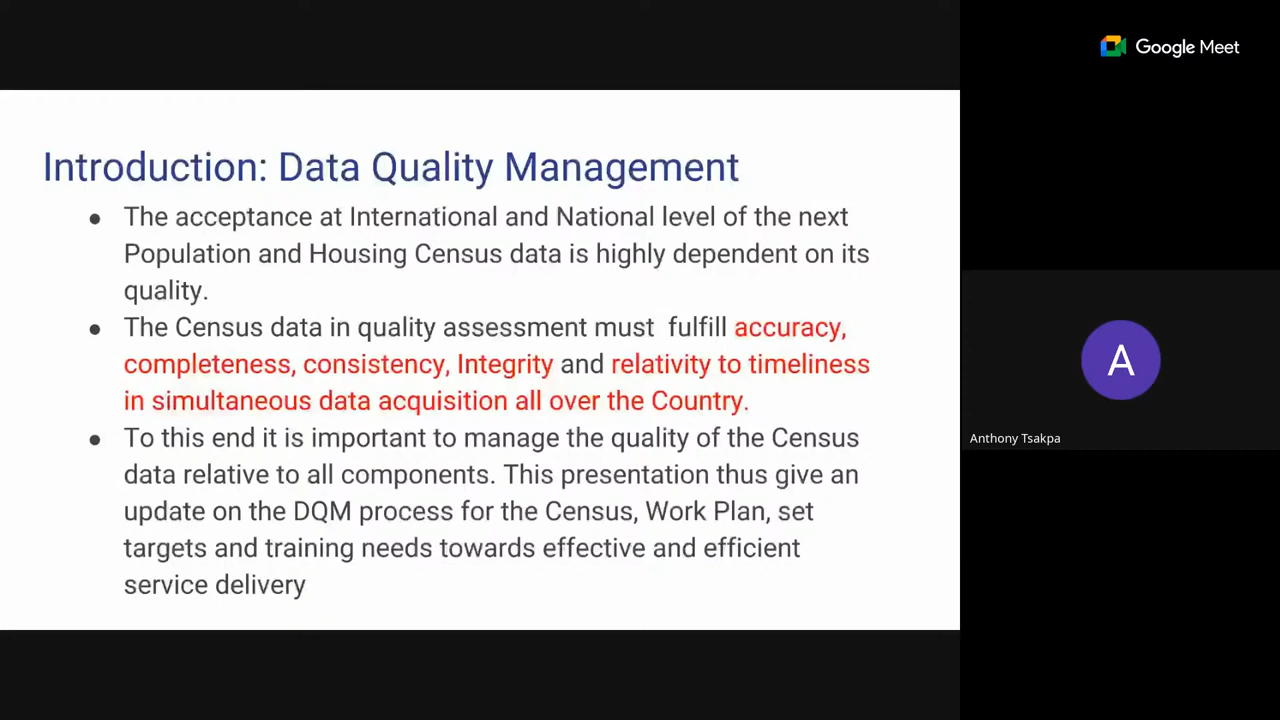 Google Meet
Introduction: Data Quality Management
● The acceptance at International and National level of the next
Population and Housing Census data is highly dependent on its
quality.
● The Census data in quality assessment must  fulfill accuracy,
completeness, consistency, Integrity and relativity to timeliness
in simultaneous data acquisition all over the Country.
● To this end it is important to manage the quality of the Census
data relative to all components. This presentation thus give an
update on the DQM process for the Census, Work Plan, set
targets and training needs towards effective and efficient
service delivery
A
Anthony Tsakpa